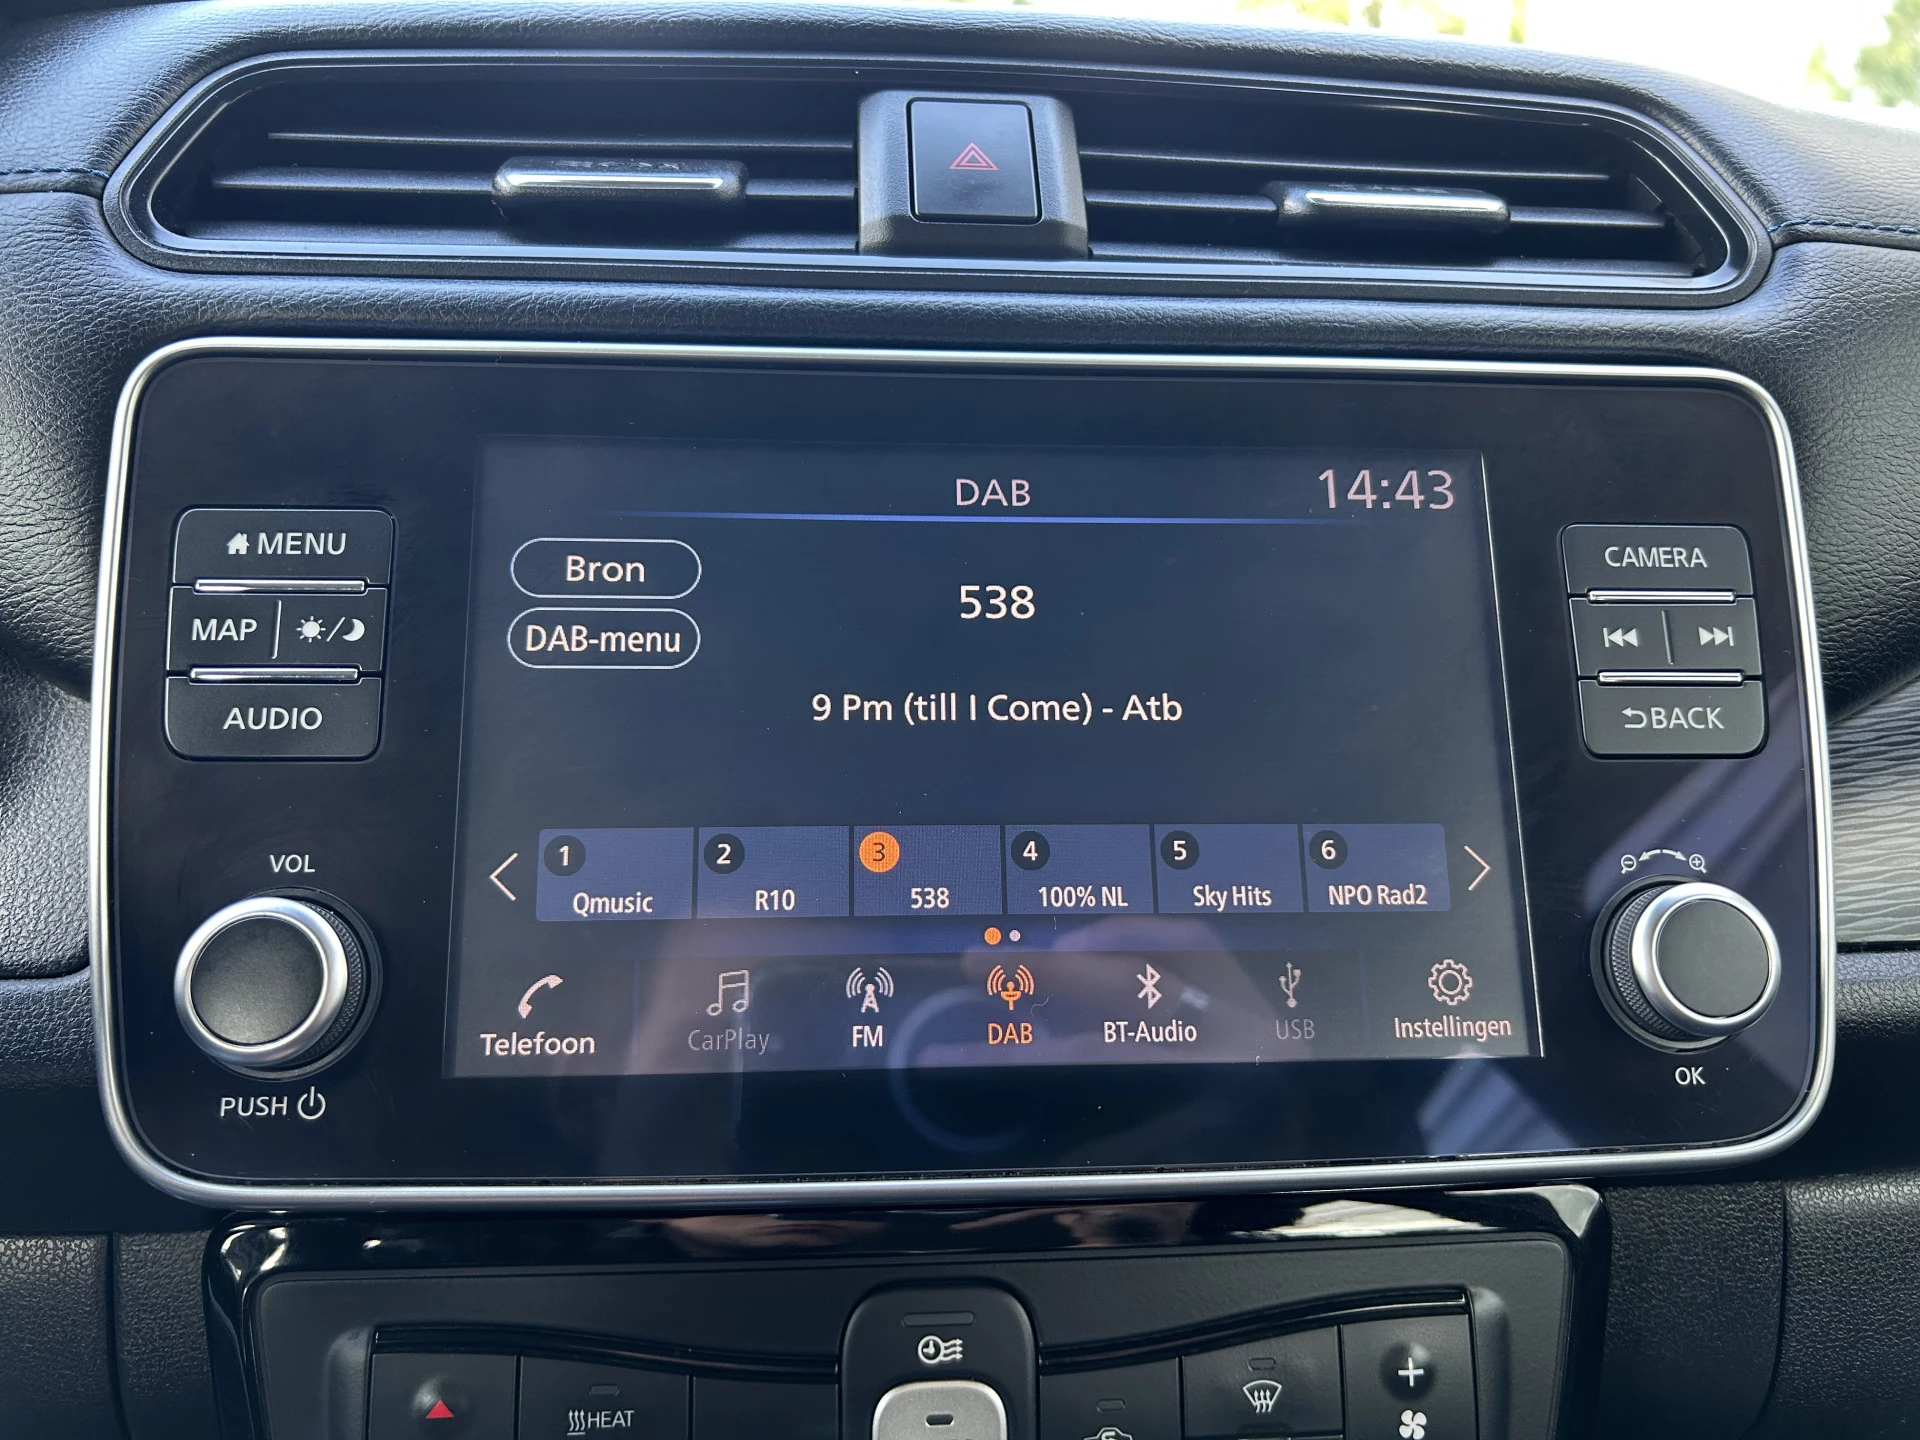 DAB 14:43
MENU
MAP
AUDIO
VOL
PUSH
Bron
DAB-menu
538
9 Pm (till I Come) - Atb
1 2 3 4 5 6
Qmusic R10 538 100% NL Sky Hits NPO Rad2
Telefoon CarPlay FM DAB BT-Audio USB Instellingen
CAMERA
BACK
OK
HEAT